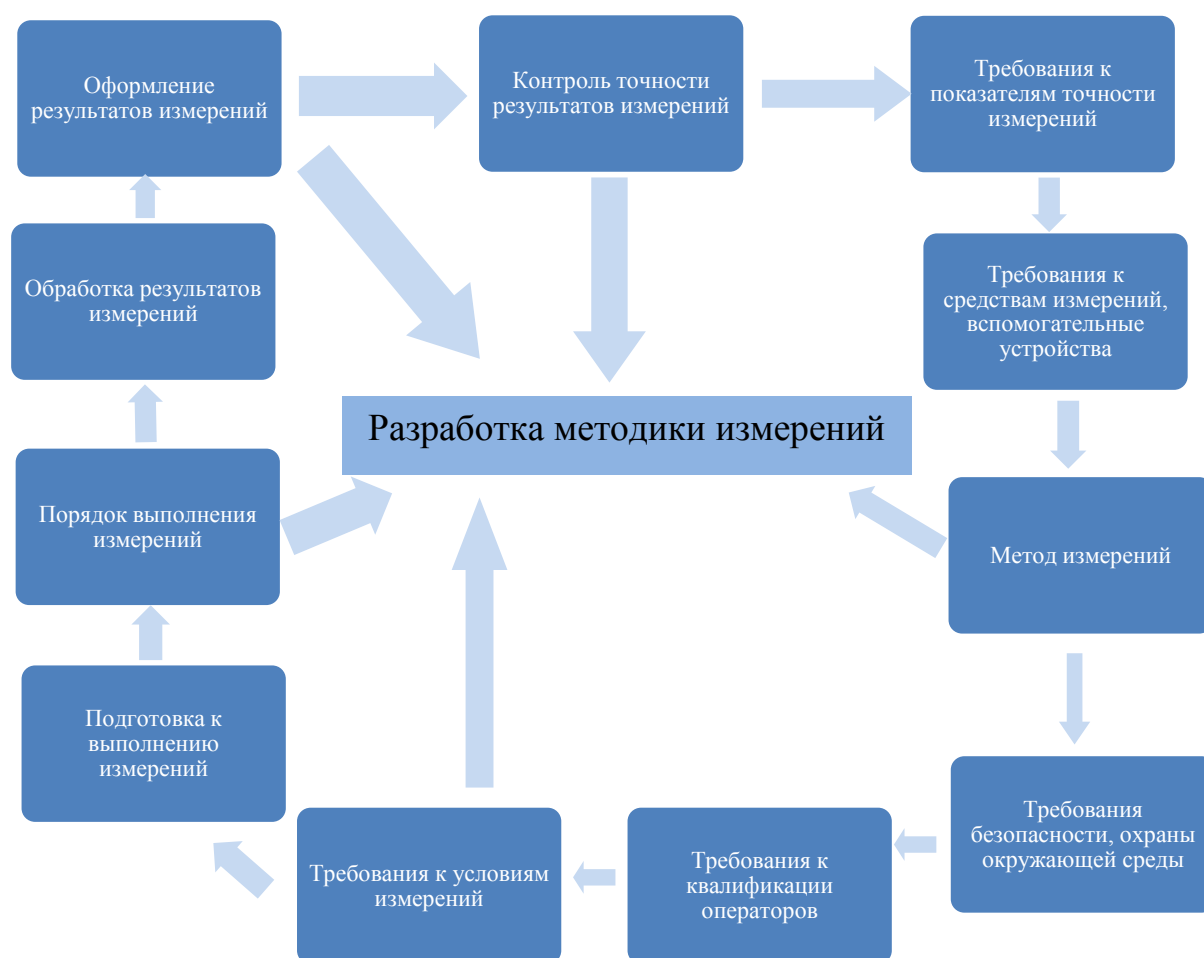 Оформление
результатов измерений
Контроль точности
результатов измерений
Требования к
показателям точности
измерений
Обработка результатов
измерений
Требования к
средствам измерений,
вспомогательные
устройства
Разработка методики измерений
Порядок выполнения
измерений
Метод измерений
Подготовка к
выполнению
измерений
Требования к условиям
измерений
Требования к
квалификации
операторов
Требования
безопасности, охраны
окружающей среды